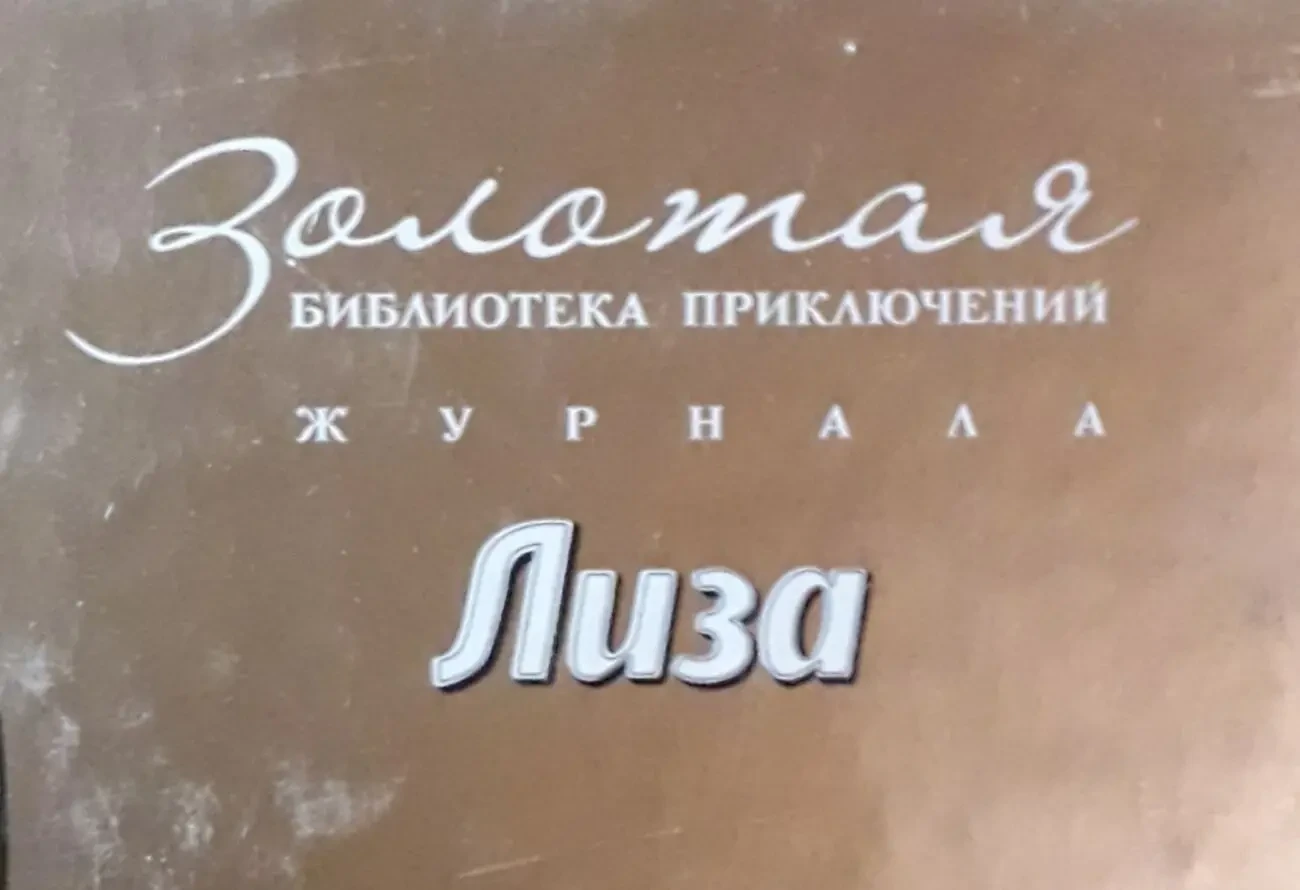 Золотая
БИБЛИОТЕКА ПРИКЛЮЧЕНИЙ
ЖУРНАЛА
Лиза